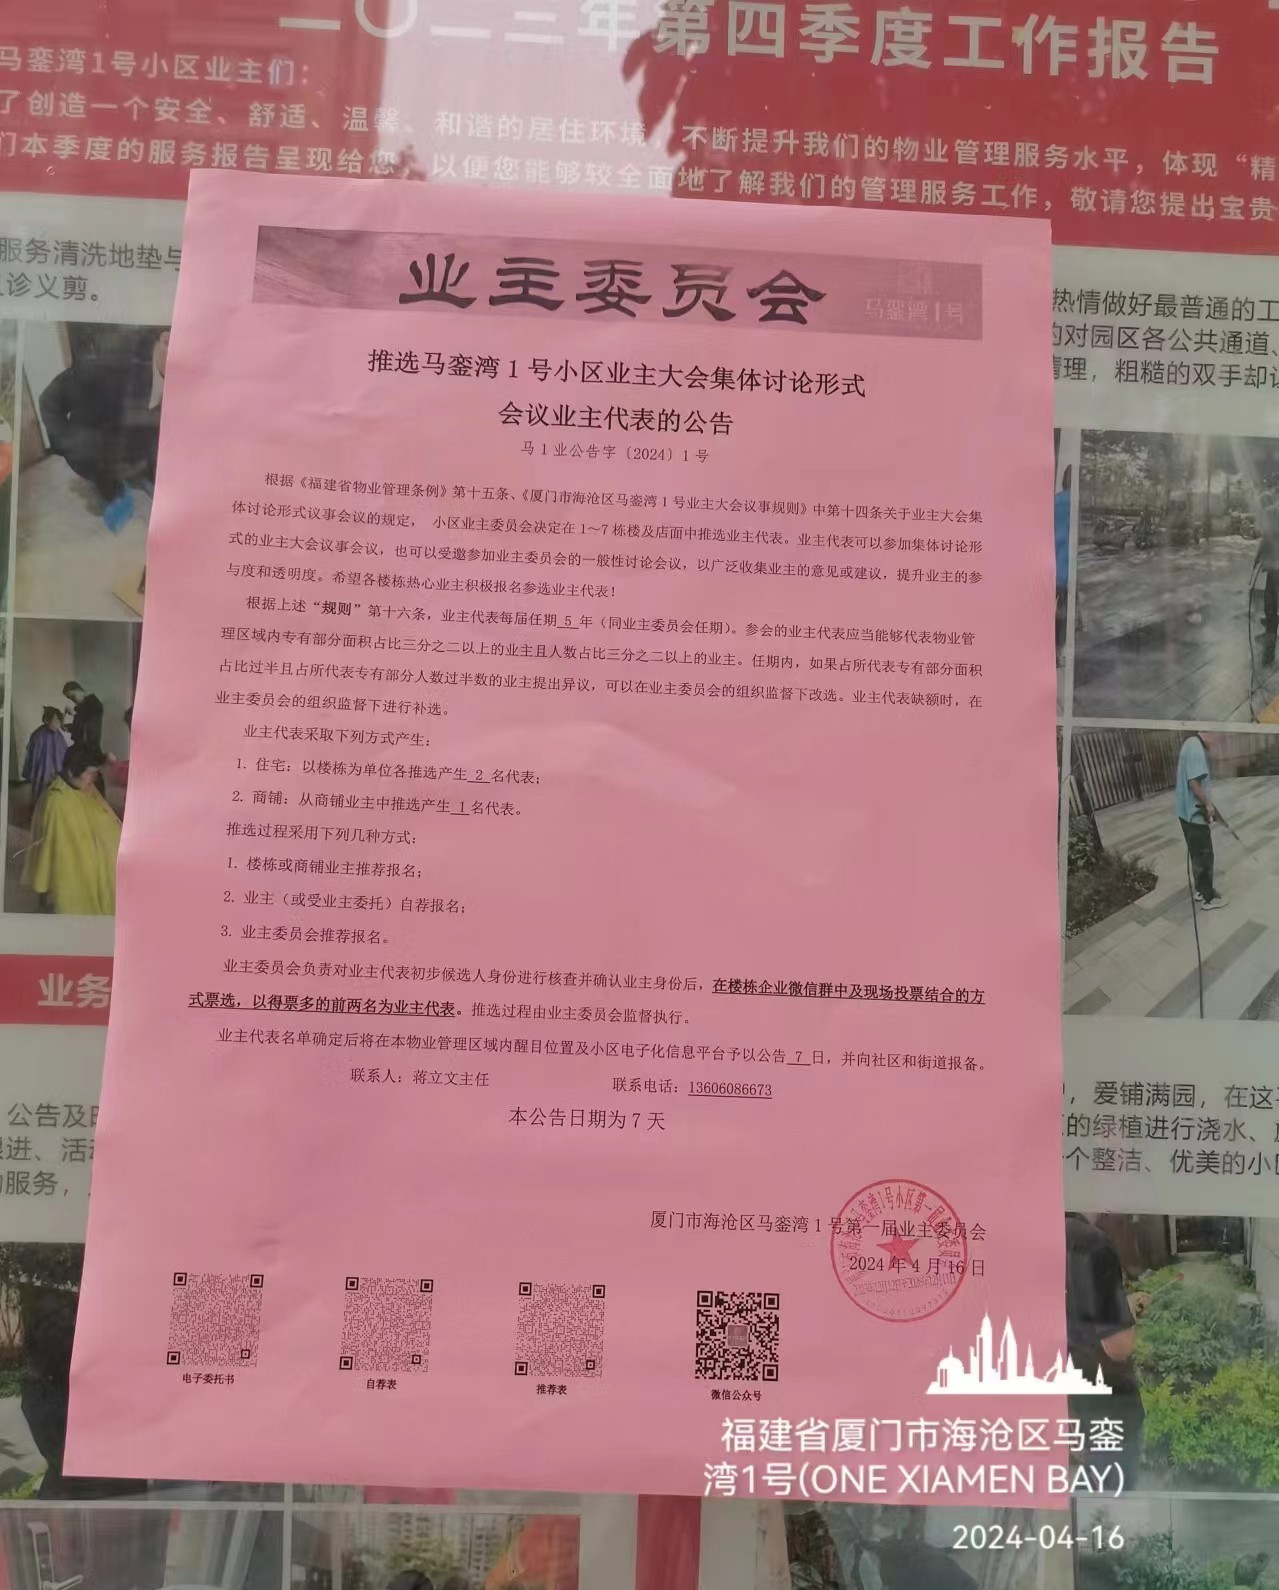 二〇二三年第四季度工作报告
马銮湾1号小区业主们：
了创造一个安全、舒适、温馨、和谐的居住环境，不断提升我们的物业管理服务水平，体现“精
们本季度的服务报告呈现给您，以便您能够较全面地了解我们的管理服务工作，敬请您提出宝贵
服务清洗地垫与
义诊义剪。
热情做好最普通的工
的对园区各公共通道、
清理，粗糙的双手却
业主委员会
马銮湾1号
推选马銮湾1号小区业主大会集体讨论形式
会议业主代表的公告
马1业公告字〔2024〕1号
根据《福建省物业管理条例》第十五条、《厦门市海沧区马銮湾1号业主大会议事规则》中第十四条关于业主大会集
体讨论形式议事会议的规定， 小区业主委员会决定在1～7栋楼及店面中推选业主代表。业主代表可以参加集体讨论形
式的业主大会议事会议，也可以受邀参加业主委员会的一般性讨论会议，以广泛收集业主的意见或建议，提升业主的参
与度和透明度。希望各楼栋热心业主积极报名参选业主代表！
根据上述“规则”第十六条，业主代表每届任期 5 年（同业主委员会任期）。参会的业主代表应当能够代表物业管
理区域内专有部分面积占比三分之二以上的业主且人数占比三分之二以上的业主。任期内，如果占所代表专有部分面积
占比过半且占所代表专有部分人数过半数的业主提出异议，可以在业主委员会的组织监督下改选。业主代表缺额时，在
业主委员会的组织监督下进行补选。
业主代表采取下列方式产生：
1. 住宅：以楼栋为单位各推选产生 2 名代表；
2. 商铺：从商铺业主中推选产生 1 名代表。
推选过程采用下列几种方式：
1. 楼栋或商铺业主推荐报名；
2. 业主（或受业主委托）自荐报名；
3. 业主委员会推荐报名。
业主委员会负责对业主代表初步候选人身份进行核查并确认业主身份后，在楼栋企业微信群中及现场投票结合的方
式票选，以得票多的前两名为业主代表。推选过程由业主委员会监督执行。
业主代表名单确定后将在本物业管理区域内醒目位置及小区电子化信息平台予以公告 7 日，并向社区和街道报备。
联系人：蒋立文主任 联系电话：13606086673
本公告日期为7天
厦门市海沧区马銮湾1号第一届业主委员会
2024年4月16日
电子委托书
自荐表
推荐表
微信公众号
业务
公告及
进、活
服务，
，爱铺满园，在这
的绿植进行浇水、
个整洁、优美的小
福建省厦门市海沧区马銮
湾1号(ONE XIAMEN BAY)
2024-04-16